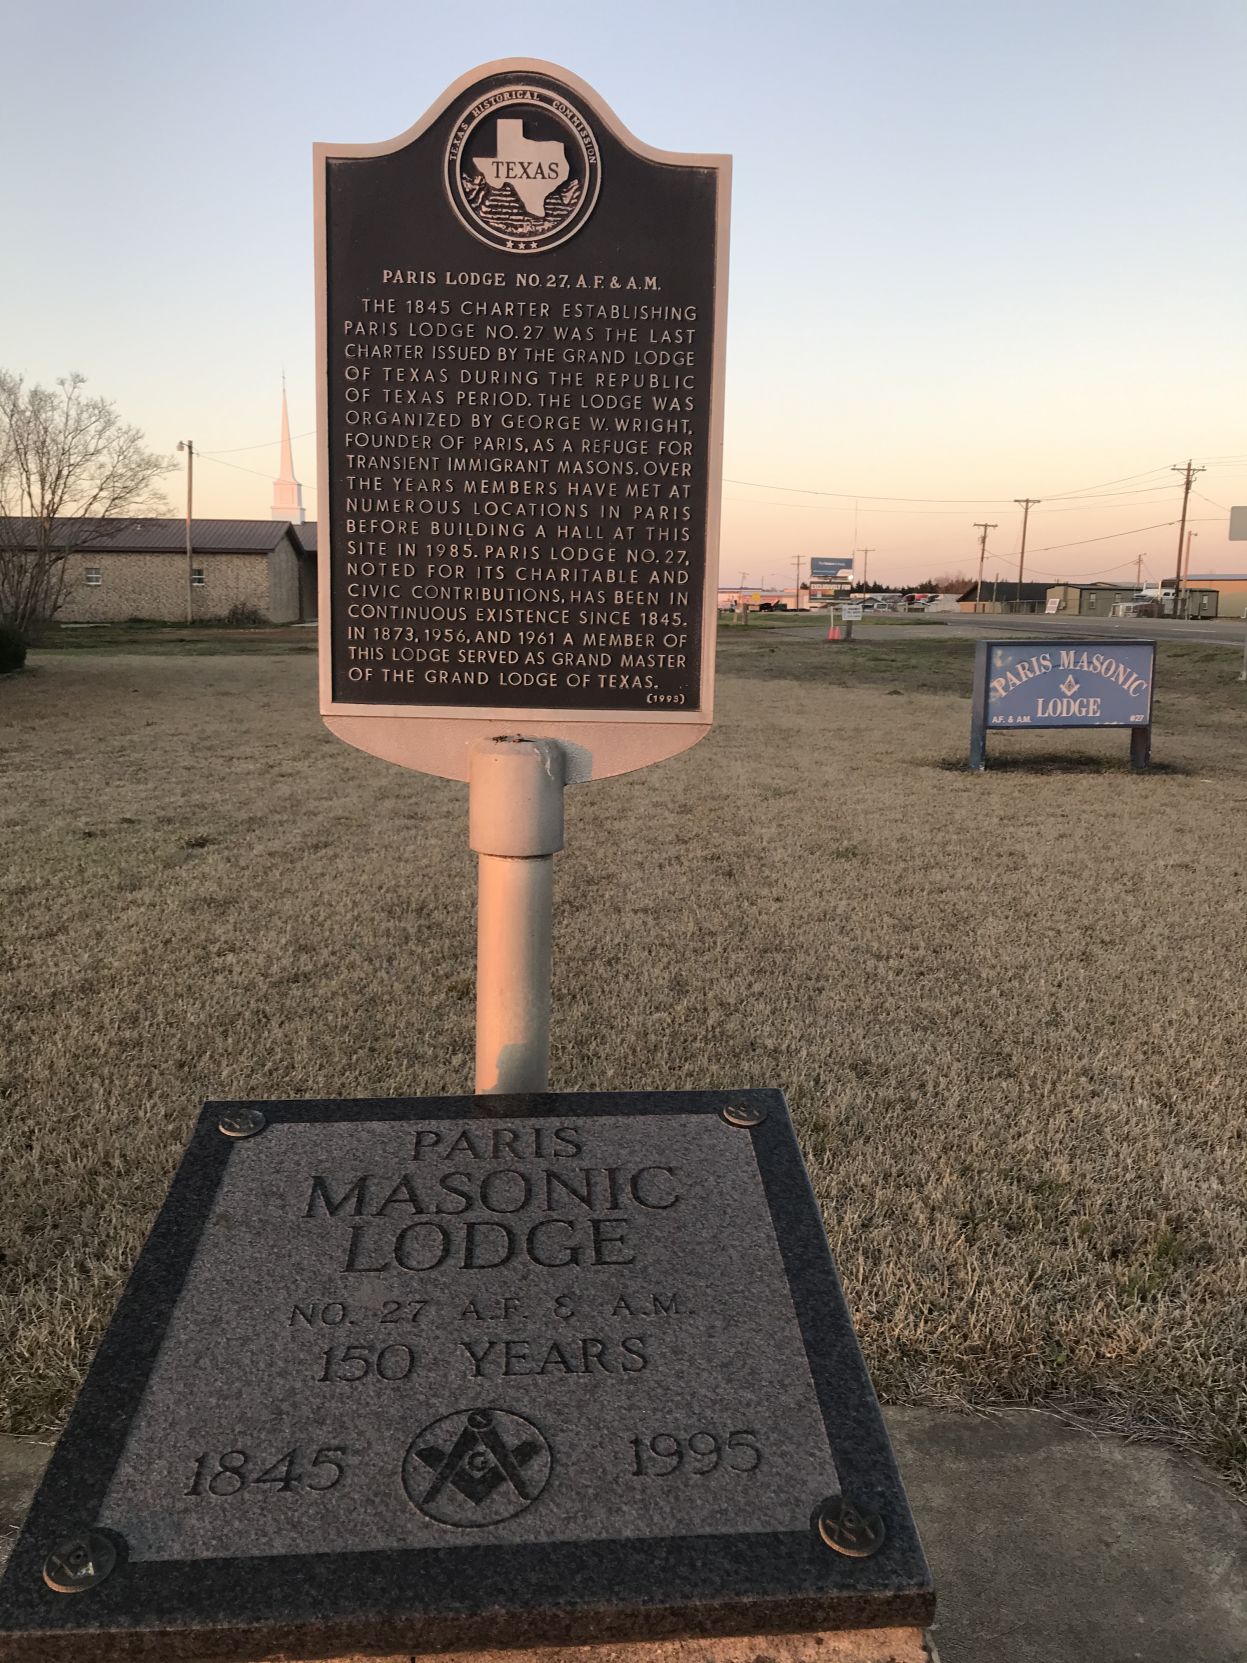 TEXAS HISTORICAL COMMISSION
TEXAS
PARIS LODGE NO. 27, A.F. & A.M.
THE 1845 CHARTER ESTABLISHING
PARIS LODGE NO. 27 WAS THE LAST
CHARTER ISSUED BY THE GRAND LODGE
OF TEXAS DURING THE REPUBLIC
OF TEXAS PERIOD. THE LODGE WAS
ORGANIZED BY GEORGE W. WRIGHT,
FOUNDER OF PARIS, AS A REFUGE FOR
TRANSIENT IMMIGRANT MASONS. OVER
THE YEARS MEMBERS HAVE MET AT
NUMEROUS LOCATIONS IN PARIS
BEFORE BUILDING A HALL AT THIS
SITE IN 1985. PARIS LODGE NO. 27,
NOTED FOR ITS CHARITABLE AND
CIVIC CONTRIBUTIONS, HAS BEEN IN
CONTINUOUS EXISTENCE SINCE 1845.
IN 1873, 1956, AND 1961 A MEMBER OF
THIS LODGE SERVED AS GRAND MASTER
OF THE GRAND LODGE OF TEXAS.
(1995)
PARIS MASONIC
G
LODGE
A.F. & A.M. #27
PARIS
MASONIC
LODGE
NO. 27 A.F. & A.M.
150 YEARS
1845 G 1995